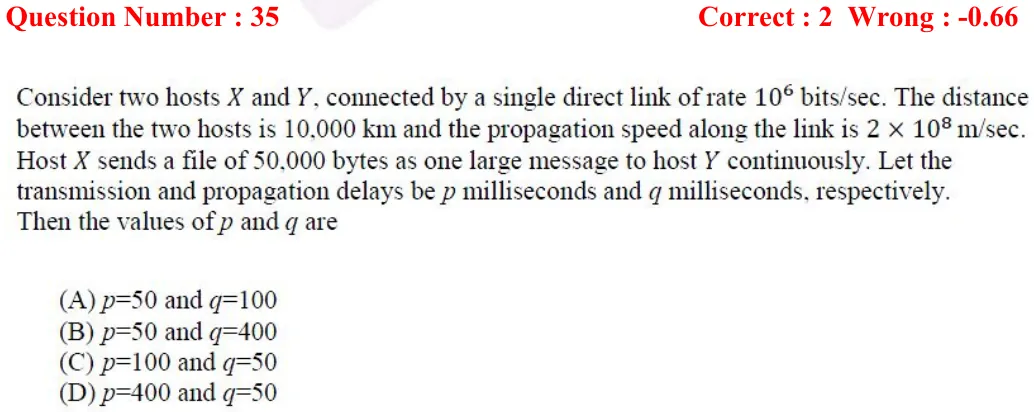 Question Number : 35 Correct : 2 Wrong : -0.66
Consider two hosts X and Y, connected by a single direct link of rate 10⁶ bits/sec. The distance
between the two hosts is 10,000 km and the propagation speed along the link is 2 × 10⁸ m/sec.
Host X sends a file of 50,000 bytes as one large message to host Y continuously. Let the
transmission and propagation delays be p milliseconds and q milliseconds, respectively.
Then the values of p and q are
(A) p=50 and q=100
(B) p=50 and q=400
(C) p=100 and q=50
(D) p=400 and q=50